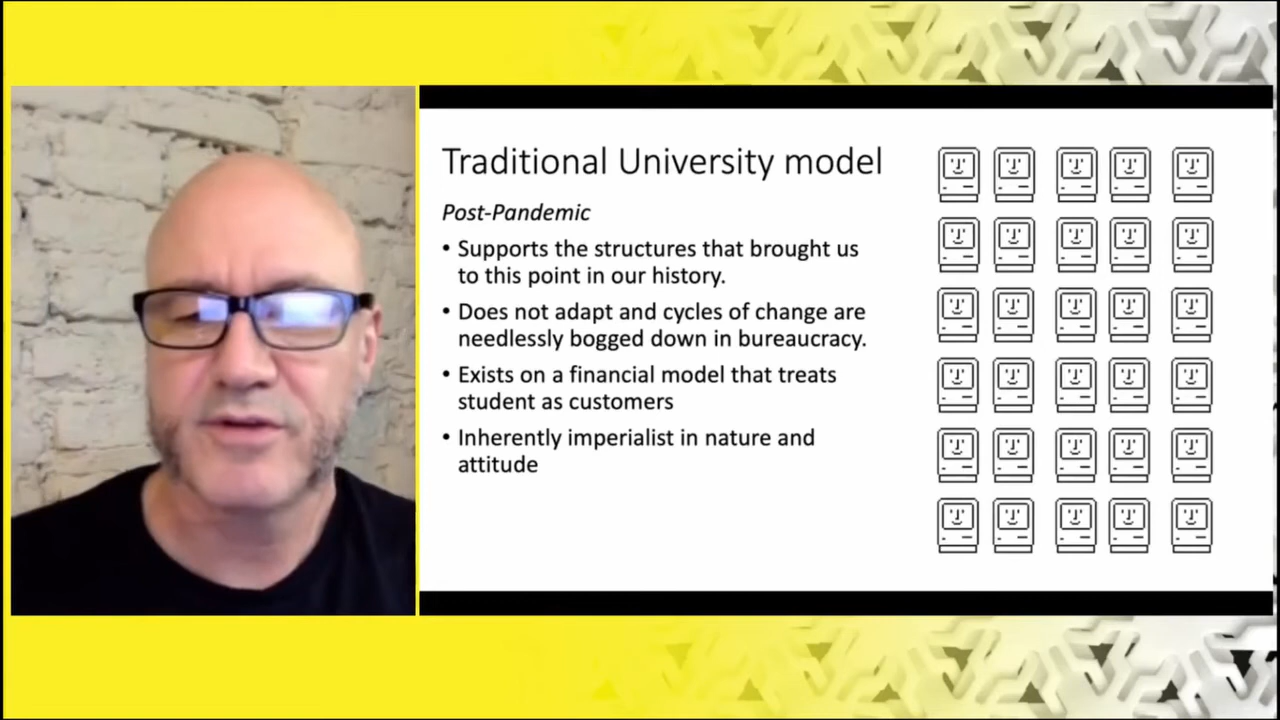 Traditional University model
Post-Pandemic
• Supports the structures that brought us
to this point in our history.
• Does not adapt and cycles of change are
needlessly bogged down in bureaucracy.
• Exists on a financial model that treats
student as customers
• Inherently imperialist in nature and
attitude